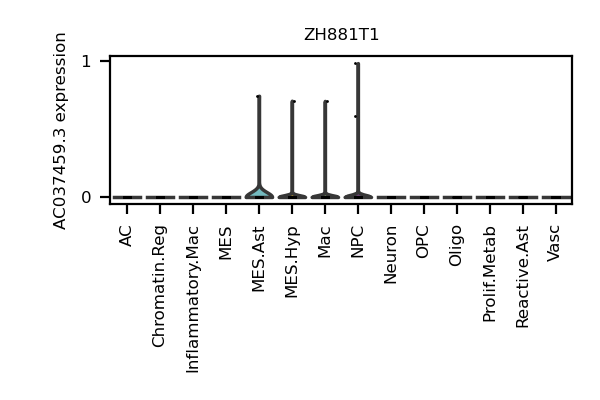 ZH881T1
AC037459.3 expression
1
0
AC
Chromatin.Reg
Inflammatory.Mac
MES
MES.Ast
MES.Hyp
Mac
NPC
Neuron
OPC
Oligo
Prolif.Metab
Reactive.Ast
Vasc